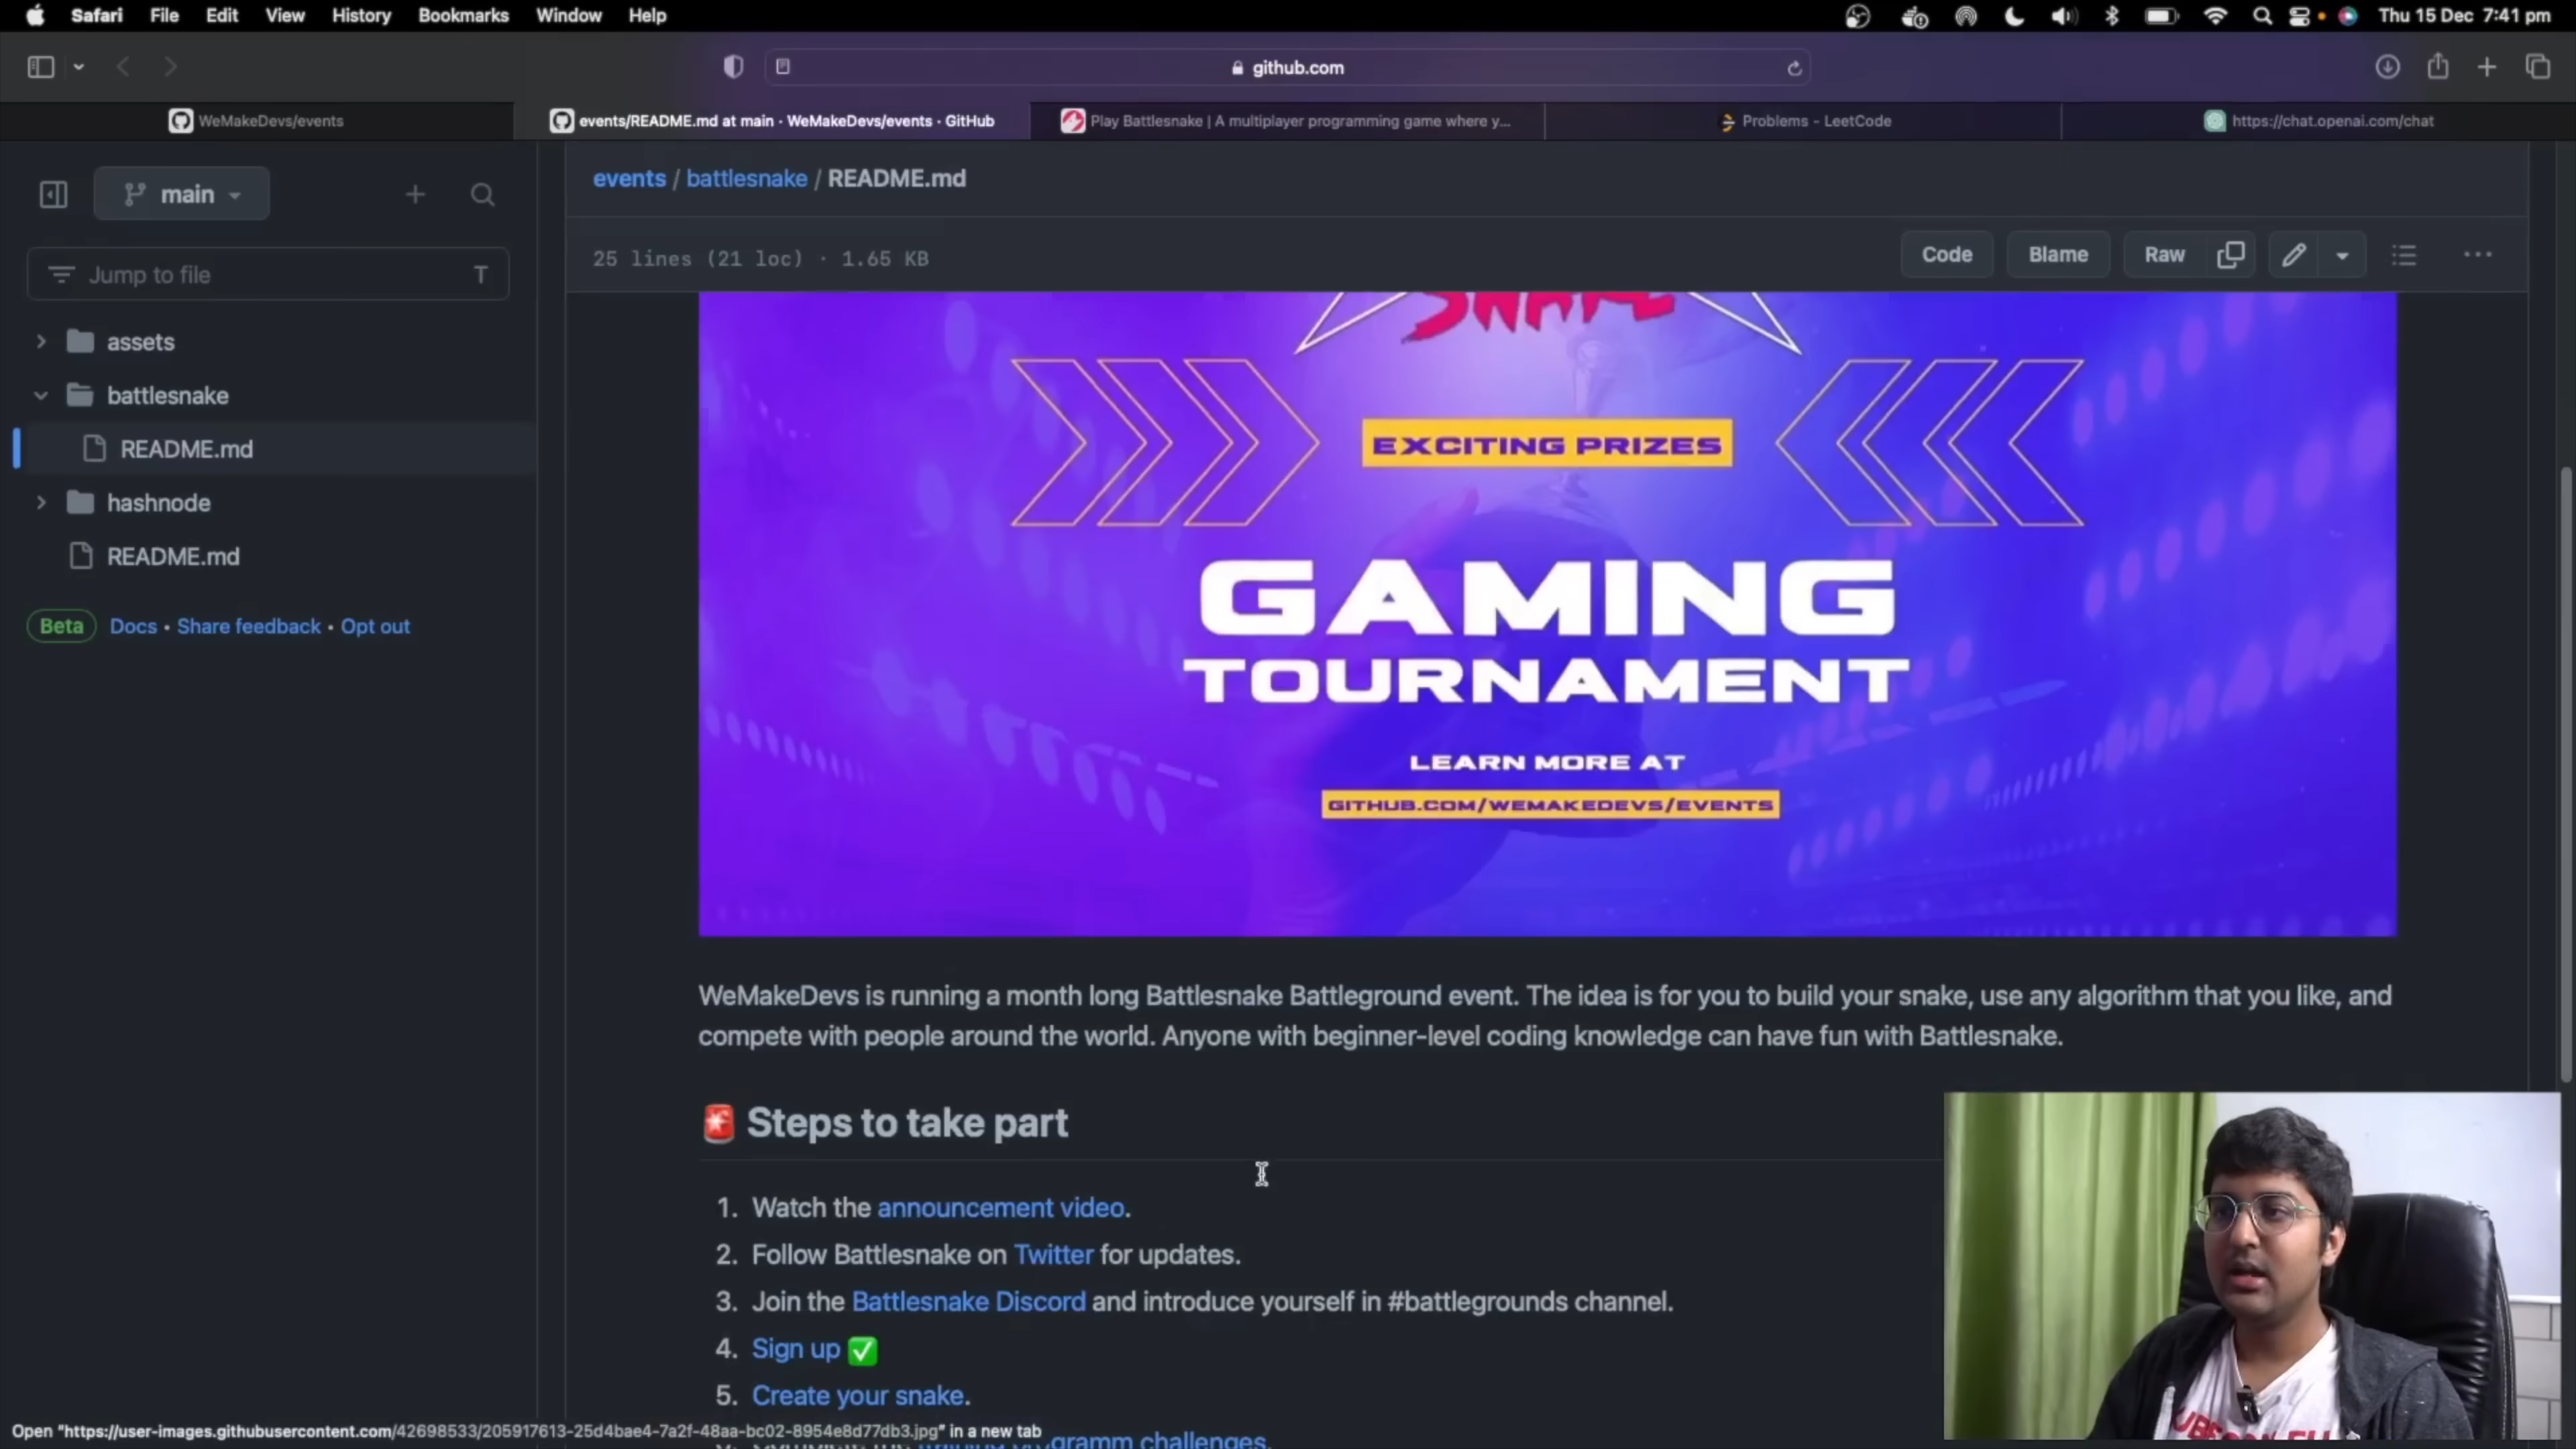 Safari File Edit View History Bookmarks Window Help Thu 15 Dec 7:41 pm
github.com
WeMakeDevs/events
events/README.md at main · WeMakeDevs/events · GitHub
Play Battlesnake | A multiplayer programming game where y...
Problems - LeetCode
https://chat.openai.com/chat
main
events / battlesnake / README.md
25 lines (21 loc) · 1.65 KB
Code Blame Raw
Jump to file T
assets
battlesnake
README.md
hashnode
README.md
Beta Docs • Share feedback • Opt out
SNAKE
EXCITING PRIZES
GAMING
TOURNAMENT
LEARN MORE AT
GITHUB.COM/WEMAKEDEVS/EVENTS
WeMakeDevs is running a month long Battlesnake Battleground event. The idea is for you to build your snake, use any algorithm that you like, and
compete with people around the world. Anyone with beginner-level coding knowledge can have fun with Battlesnake.
🚨 Steps to take part
1. Watch the announcement video.
2. Follow Battlesnake on Twitter for updates.
3. Join the Battlesnake Discord and introduce yourself in #battlegrounds channel.
4. Sign up ✅
5. Create your snake.
gramm challenges.
Open "https://user-images.githubusercontent.com/42698533/205917613-25d4bae4-7a2f-48aa-bc02-8954e8d77db3.jpg" in a new tab